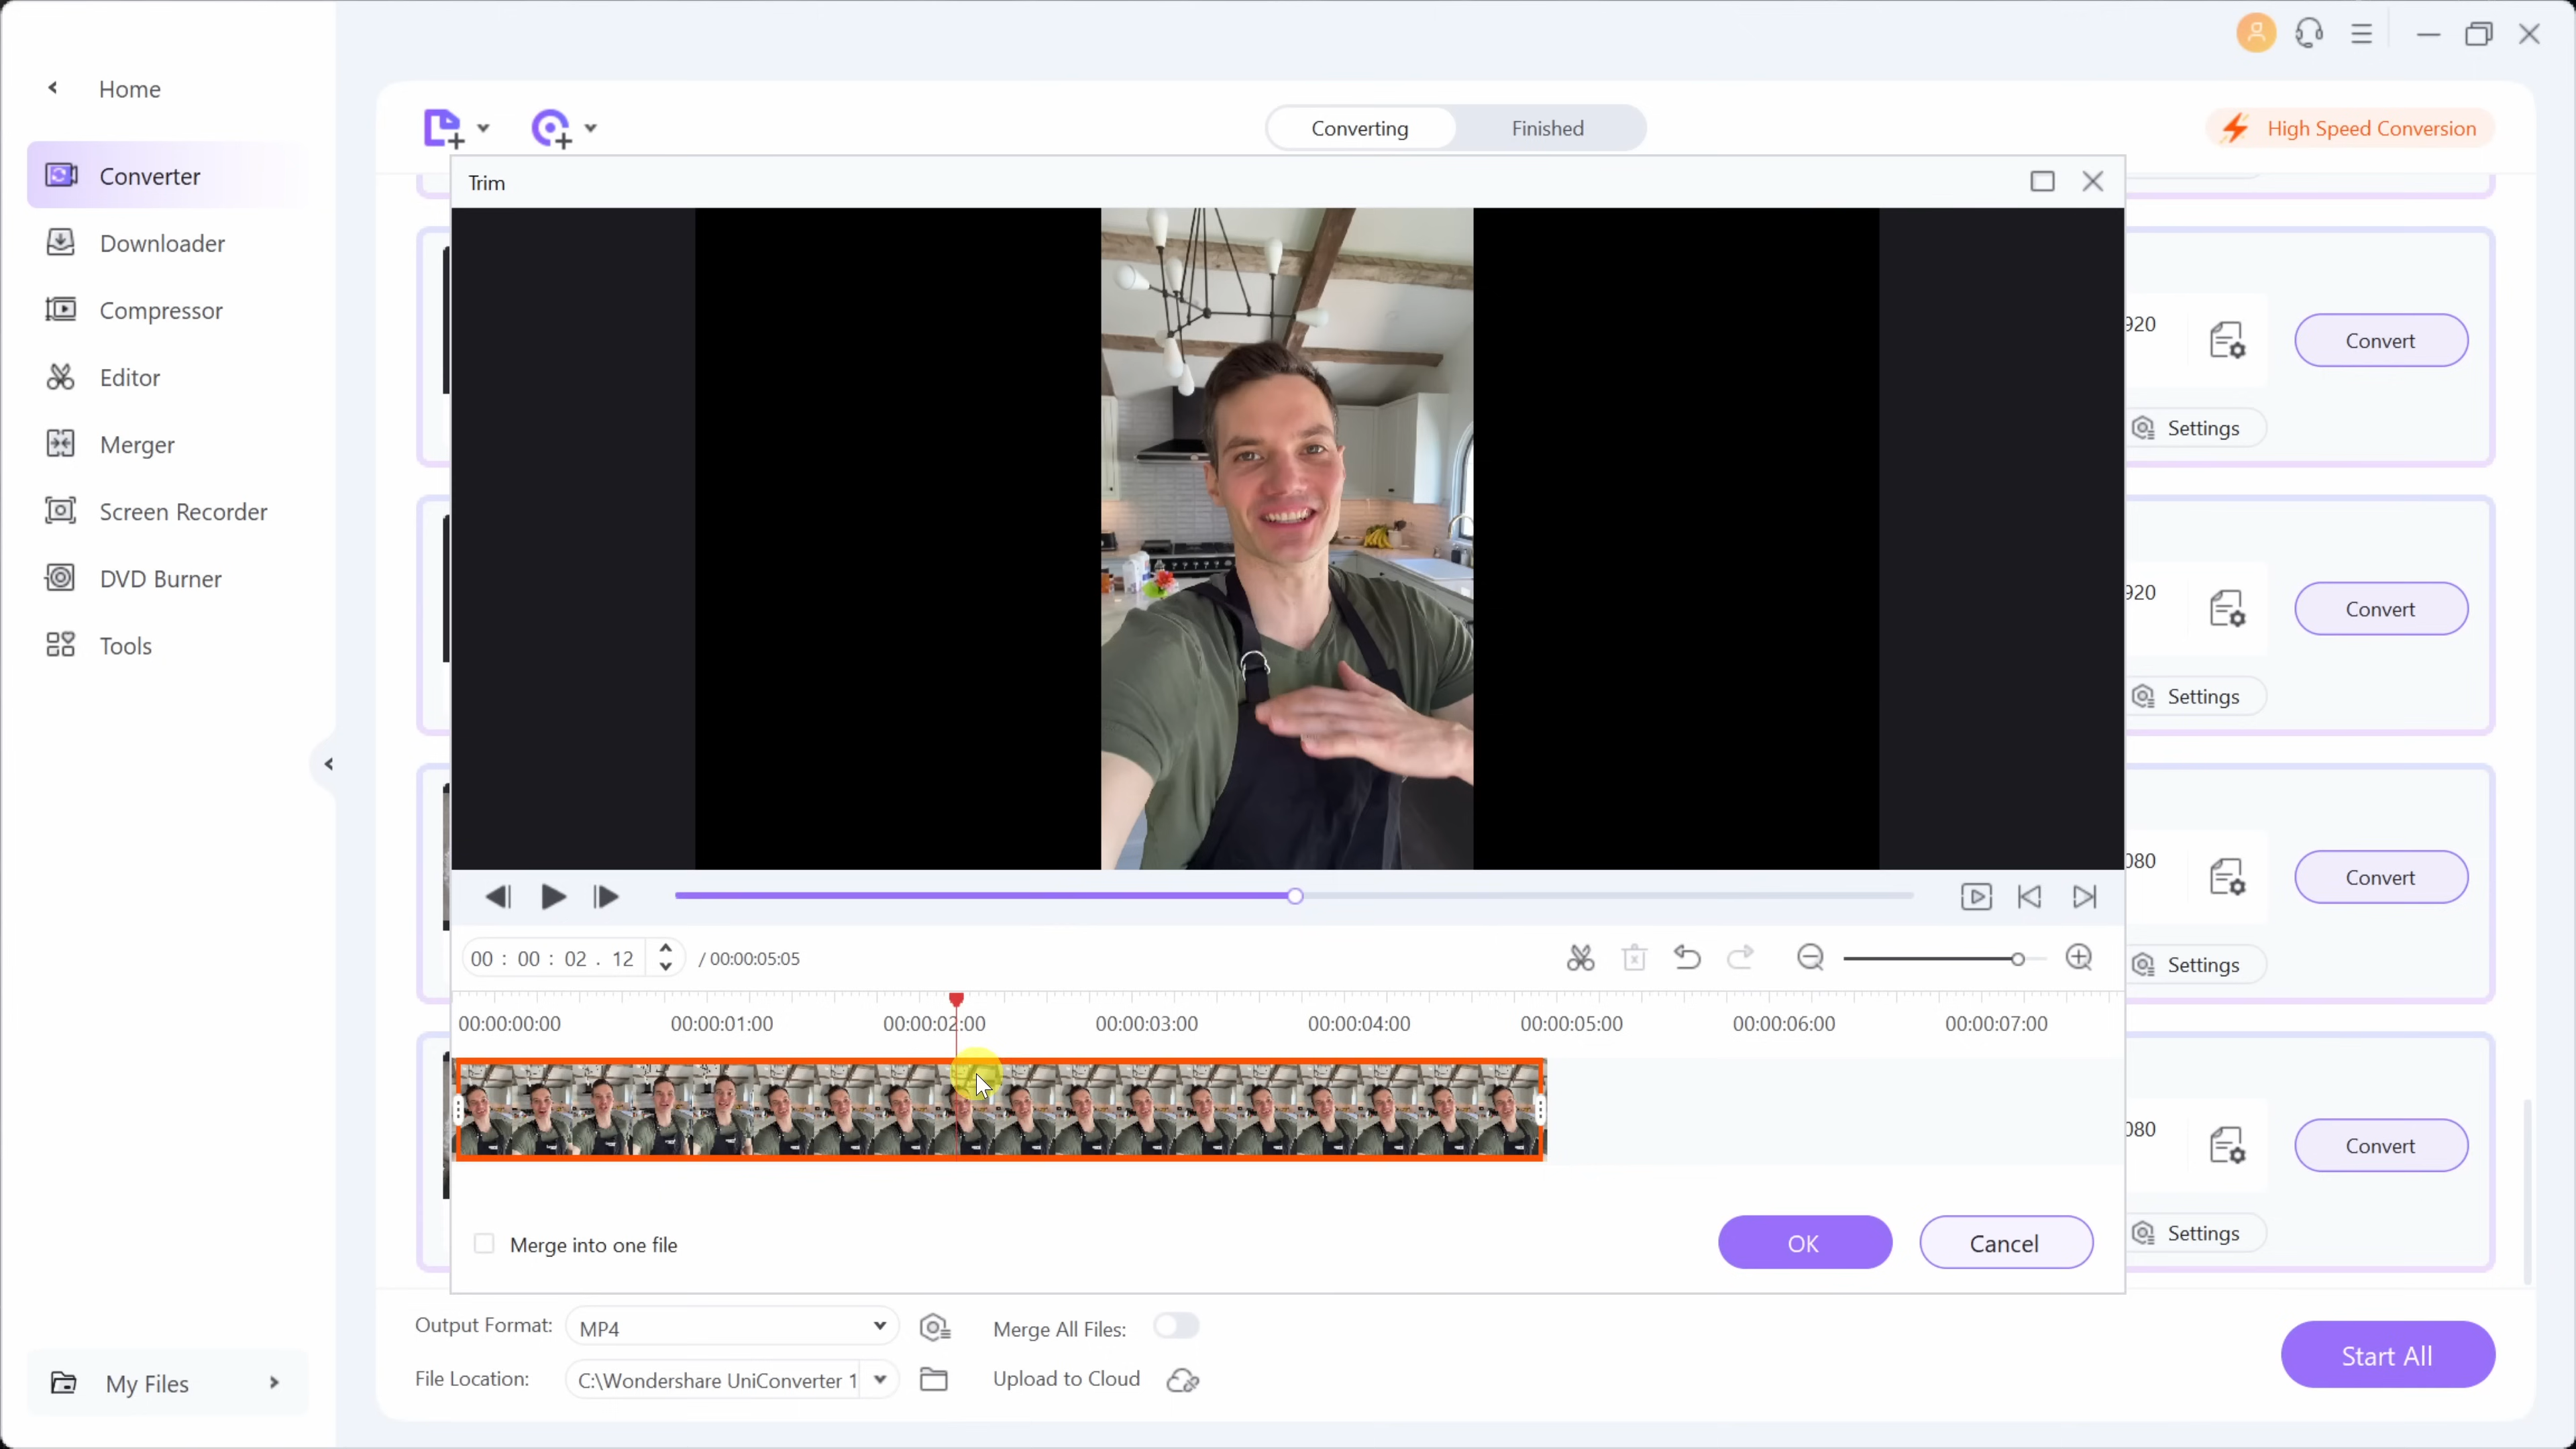 Home
Converter
Downloader
Compressor
Editor
Merger
Screen Recorder
DVD Burner
Tools
My Files
Converting
Finished
High Speed Conversion
Trim
920
Convert
Settings
920
Convert
Settings
080
Convert
Settings
080
Convert
Settings
00 : 00 : 02 . 12
/ 00:00:05:05
00:00:00:00
00:00:01:00
00:00:02:00
00:00:03:00
00:00:04:00
00:00:05:00
00:00:06:00
00:00:07:00
Merge into one file
OK
Cancel
Output Format:
MP4
Merge All Files:
File Location:
C:\Wondershare UniConverter 1
Upload to Cloud
Start All